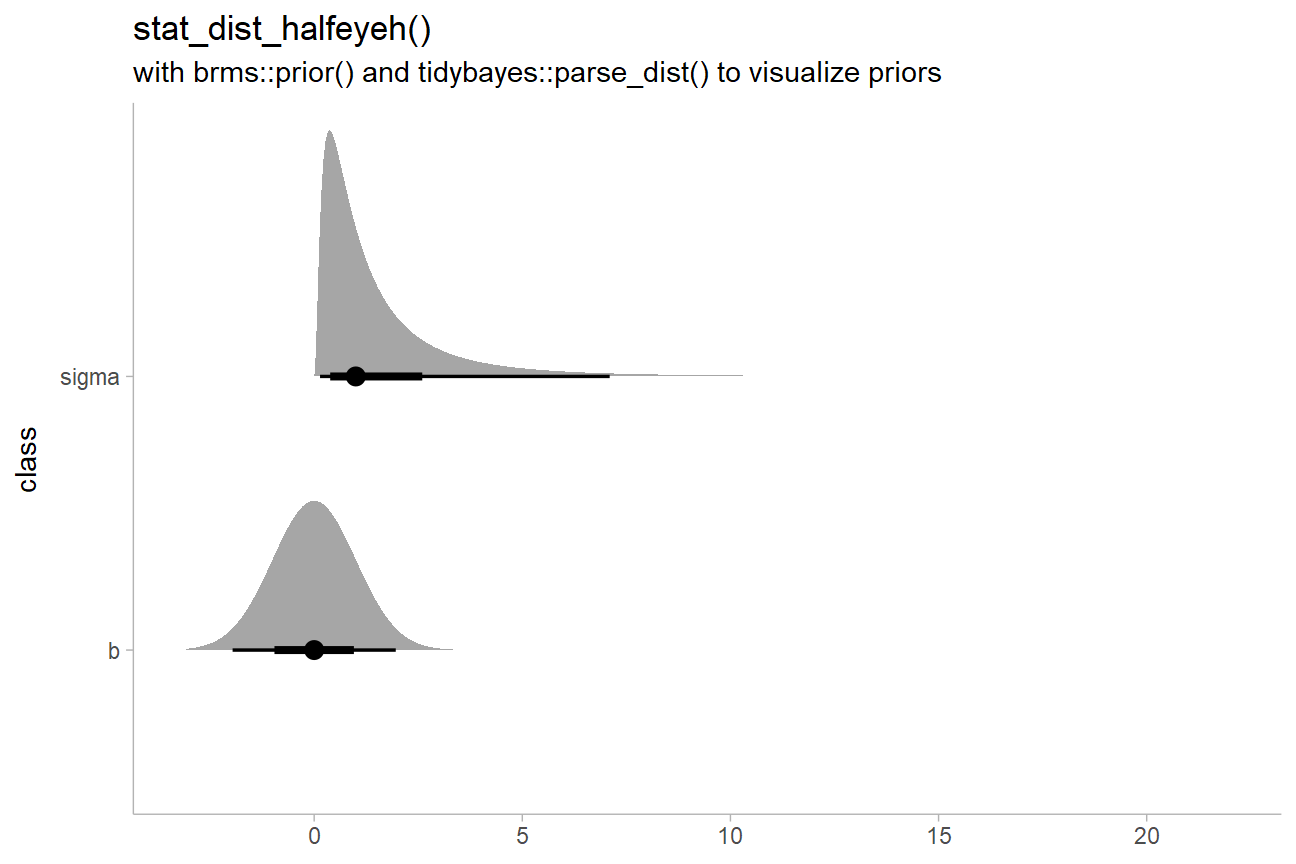 stat_dist_halfeyeh()
with brms::prior() and tidybayes::parse_dist() to visualize priors
class
sigma
b
0 5 10 15 20